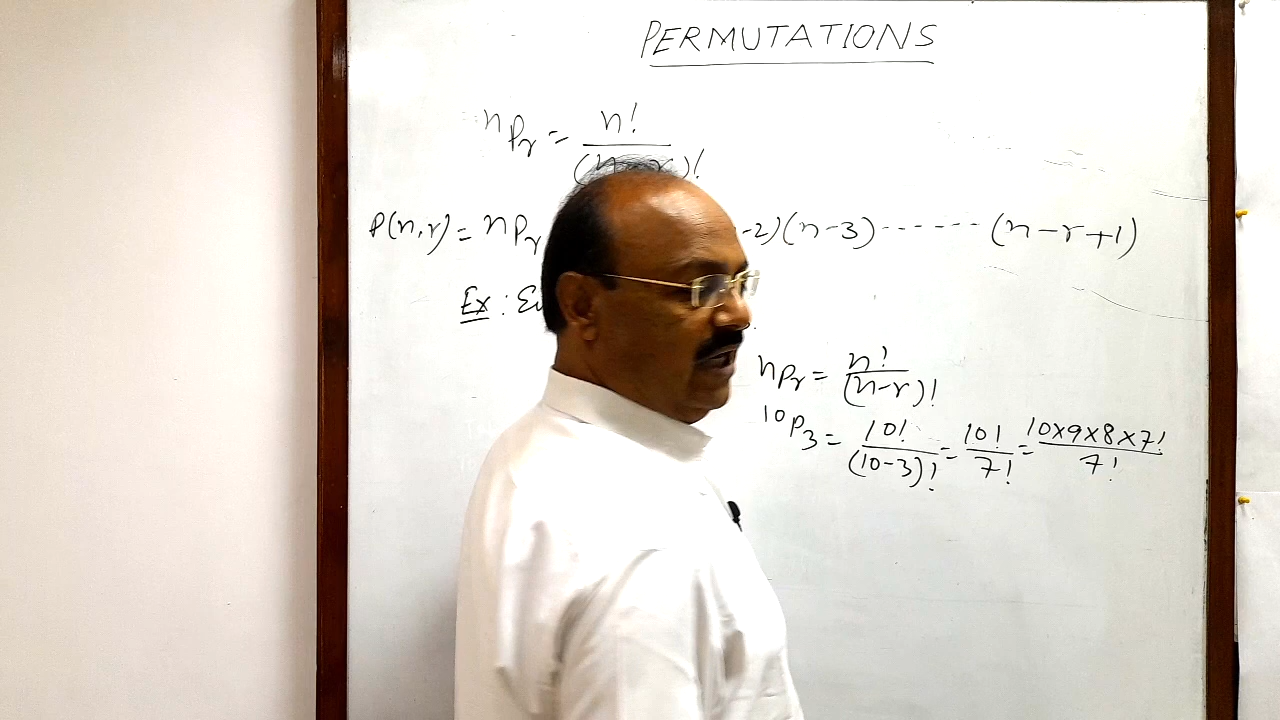 PERMUTATIONS
nPr = n! / (n-r)!
P(n,r) = nPr -2)(n-3)------(n-r+1)
Ex :
nPr = n! / (n-r)!
10P3 = 10! / (10-3)! = 10! / 7! = 10×9×8×7! / 7!